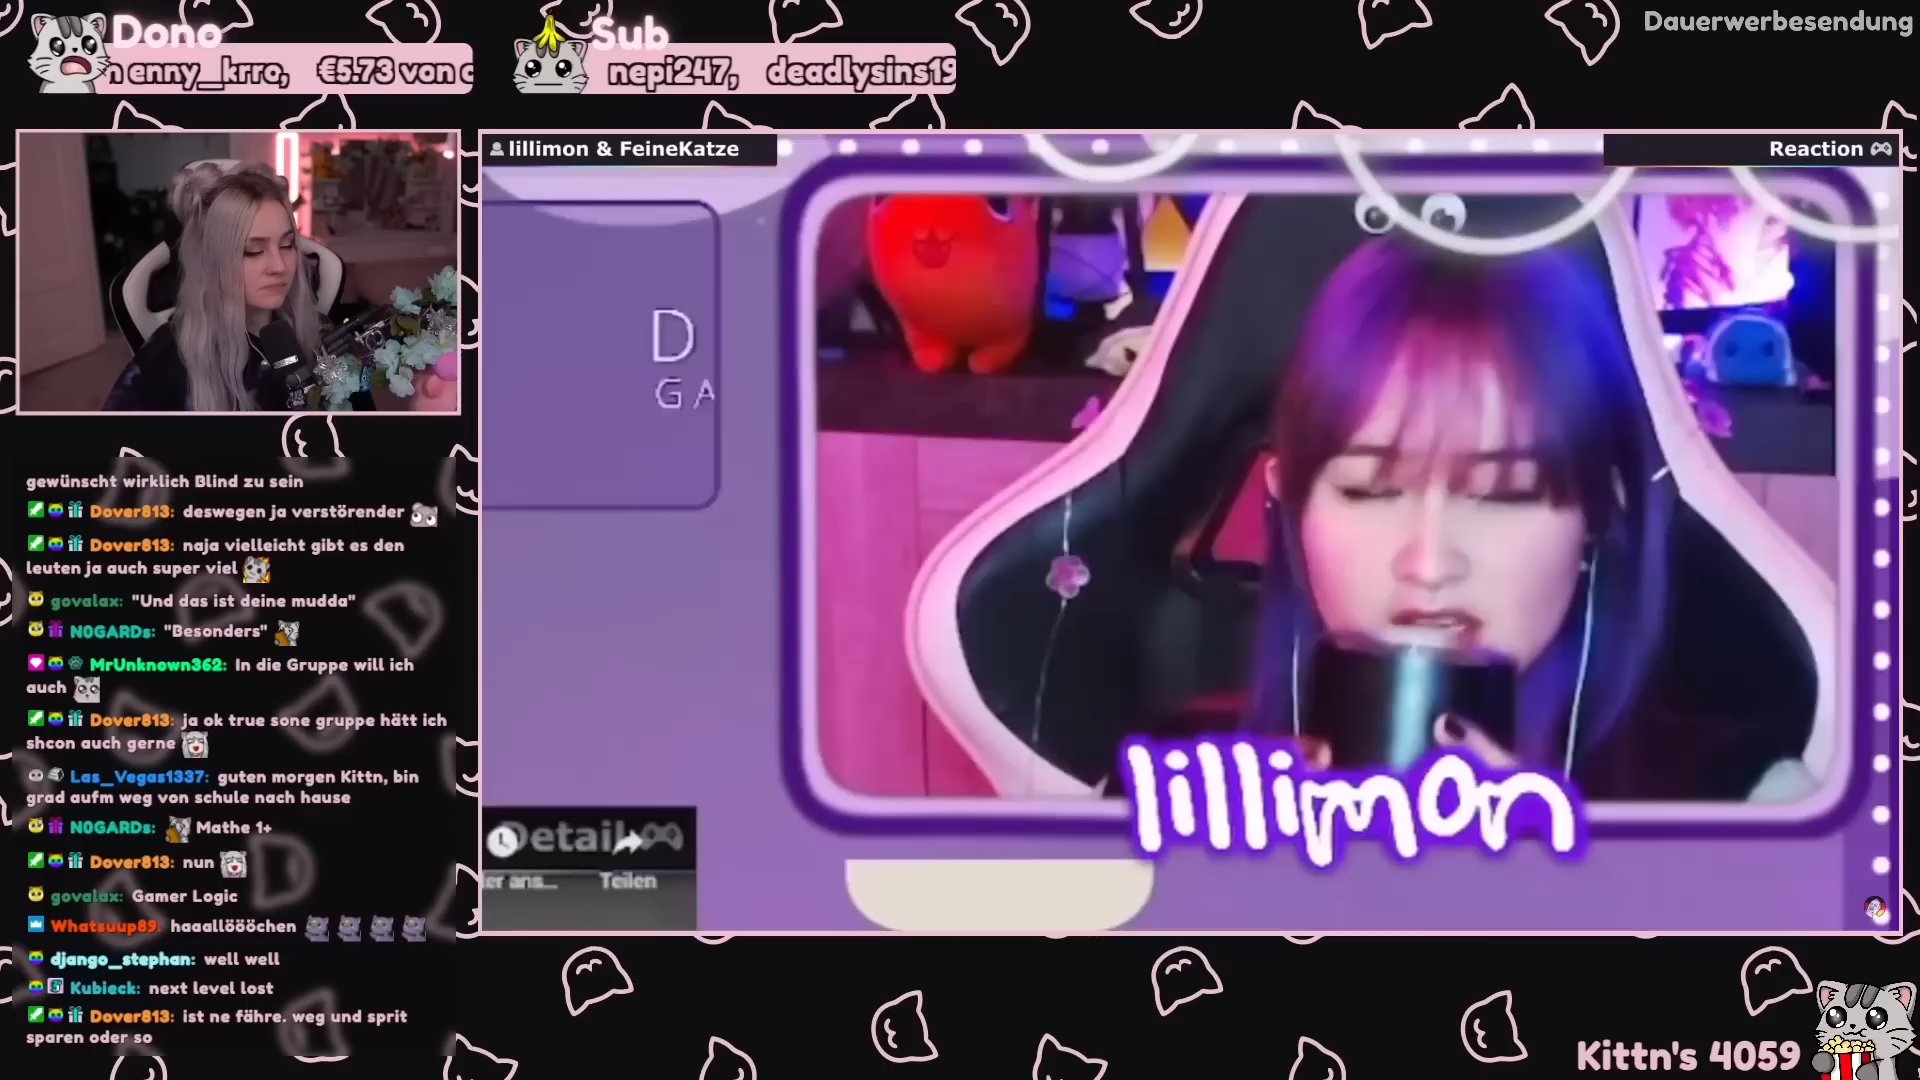 Dono
enny_krro, €5.73 von
Sub
nepi247, deadlysins19
Dauerwerbesendung
lillimon & FeineKatze
Reaction
D
GA
lillimon
Detail
er ans... Teilen
gewünscht wirklich Blind zu sein
Dover813: deswegen ja verstörender
Dover813: naja vielleicht gibt es den
leuten ja auch super viel
govalax: "Und das ist deine mudda"
N0GARDs: "Besonders"
MrUnknown362: In die Gruppe will ich
auch
Dover813: ja ok true sone gruppe hätt ich
shcon auch gerne
Las_Vegas1337: guten morgen Kittn, bin
grad aufm weg von schule nach hause
N0GARDs: Mathe 1+
Dover813: nun
govalax: Gamer Logic
Whatsuup89: haaallöööchen
django_stephan: well well
Kubieck: next level lost
Dover813: ist ne fähre. weg und sprit
sparen oder so
Kittn's 4059